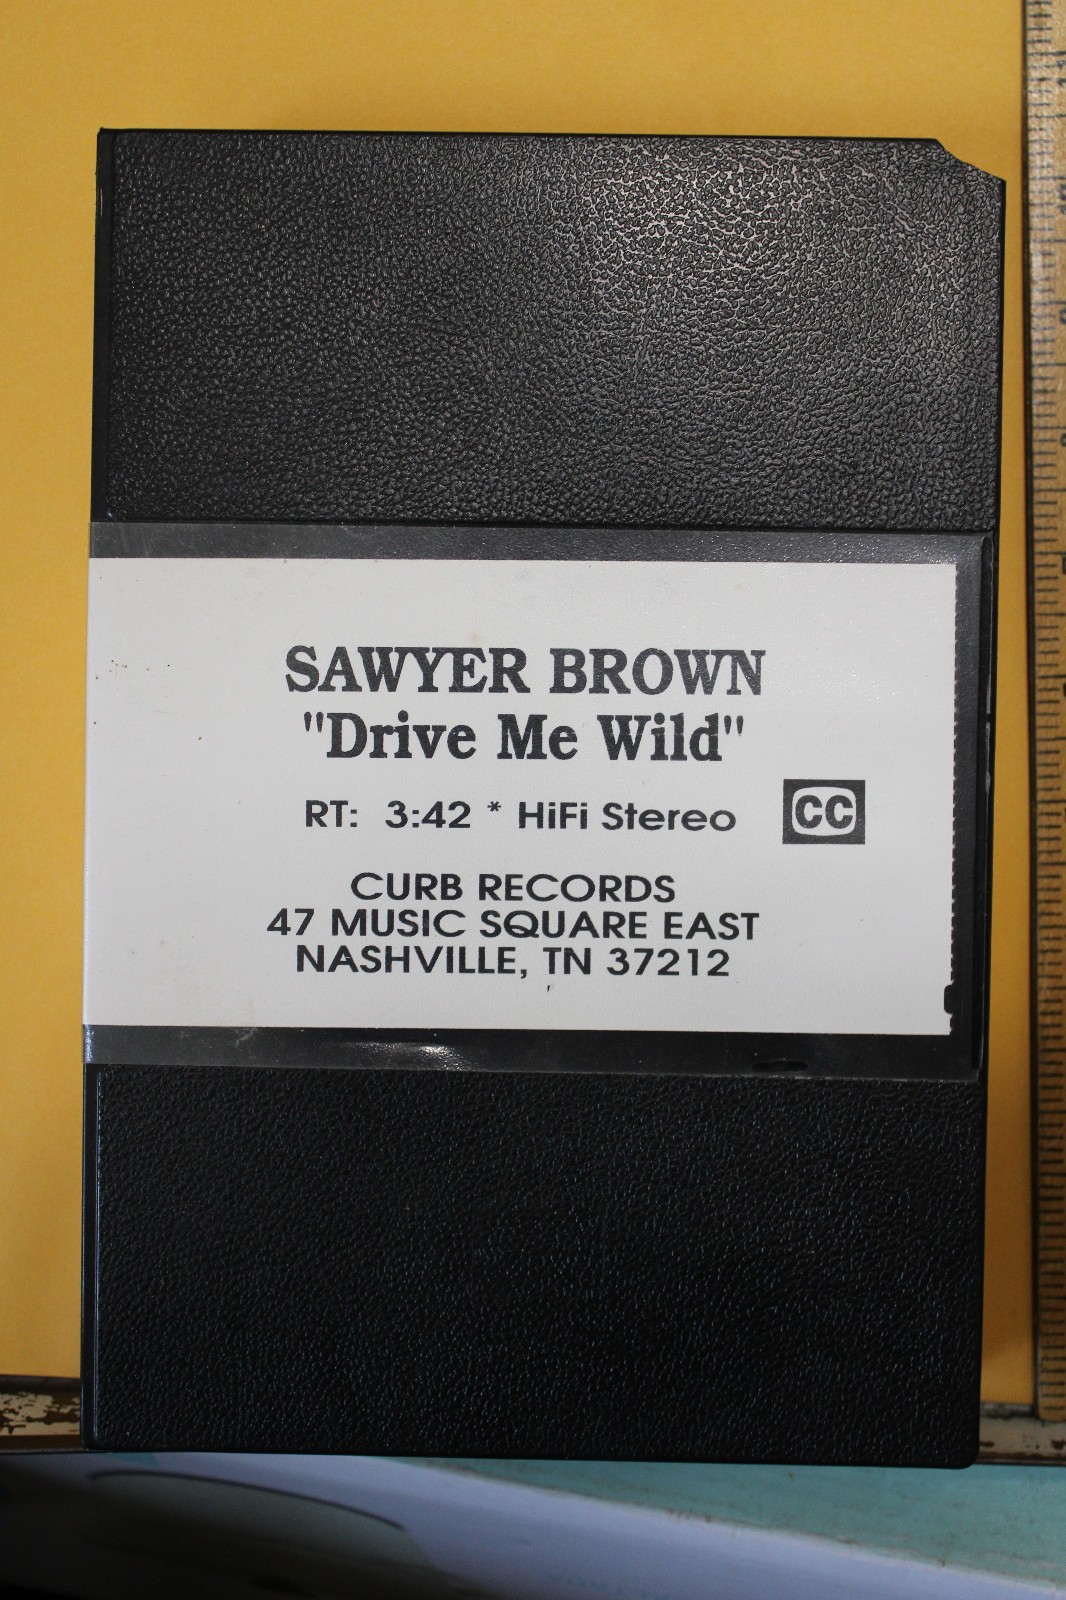 SAWYER BROWN
"Drive Me Wild"
RT: 3:42 * HiFi Stereo
CC
CURB RECORDS
47 MUSIC SQUARE EAST
NASHVILLE, TN 37212